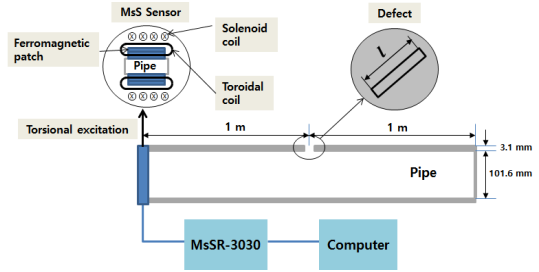 MsS Sensor
Solenoid
coil
Ferromagnetic
patch
Pipe
Toroidal
coil
Defect
l
Torsional excitation
1 m
1 m
3.1 mm
Pipe
101.6 mm
MsSR-3030
Computer